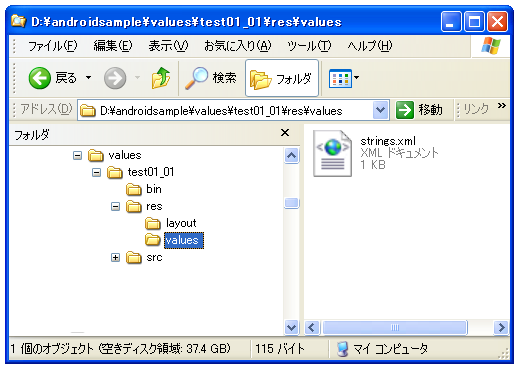 D:¥androidsample¥values¥test01_01¥res¥values
ファイル(F) 編集(E) 表示(V) お気に入り(A) ツール(T) ヘルプ(H)
戻る 検索 フォルダ
アドレス(D) D:¥androidsample¥values¥test01_01¥res¥values 移動 リンク »
フォルダ
values
test01_01
bin
res
layout
values
src
strings.xml
XML ドキュメント
1 KB
1 個のオブジェクト (空きディスク領域: 37.4 GB) 115 バイト マイ コンピュータ